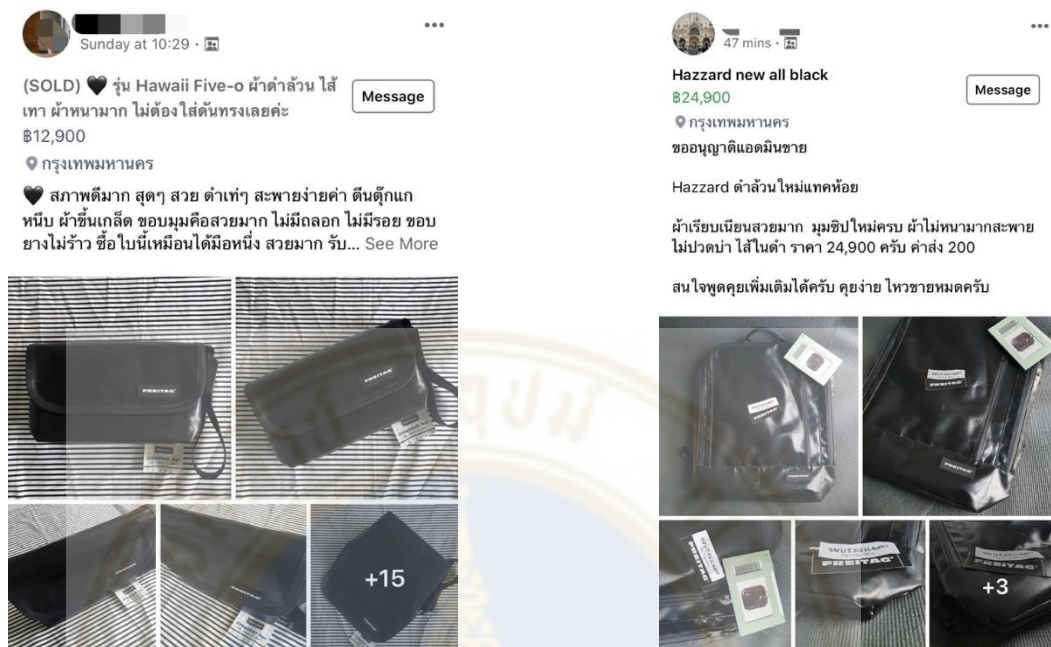 Sunday at 10:29
(SOLD) 🖤 รุ่น Hawaii Five-o ผ้าดำล้วน ไส้
เทา ผ้าหนามาก ไม่ต้องใส่ดันทรงเลยค่ะ
Message
฿12,900
กรุงเทพมหานคร
🖤 สภาพดีมาก สุดๆ สวย ดำเท่ๆ สะพายง่ายค่า ตีนตุ๊กแก
หนึบ ผ้าขึ้นเกล็ด ขอบมุมคือสวยมาก ไม่มีถลอก ไม่มีรอย ขอบ
ยางไม่ร้าว ซื้อใบนี้เหมือนได้มือหนึ่ง สวยมาก รับ... See More
FREITAG
FREITAG
+15
47 mins
Hazzard new all black
Message
฿24,900
กรุงเทพมหานคร
ขออนุญาติแอดมินขาย
Hazzard ดำล้วนใหม่แทคห้อย
ผ้าเรียบเนียนสวยมาก มุมซิปใหม่ครบ ผ้าไม่หนามากสะพาย
ไม่ปวดบ่า ไส้ในดำ ราคา 24,900 ครับ ค่าส่ง 200
สนใจพูดคุยเพิ่มเติมได้ครับ คุยง่าย ไหวขายหมดครับ
FREITAG
FREITAG
FREITAG
FREITAG
FREITAG
FREITAG
FREITAG
+3